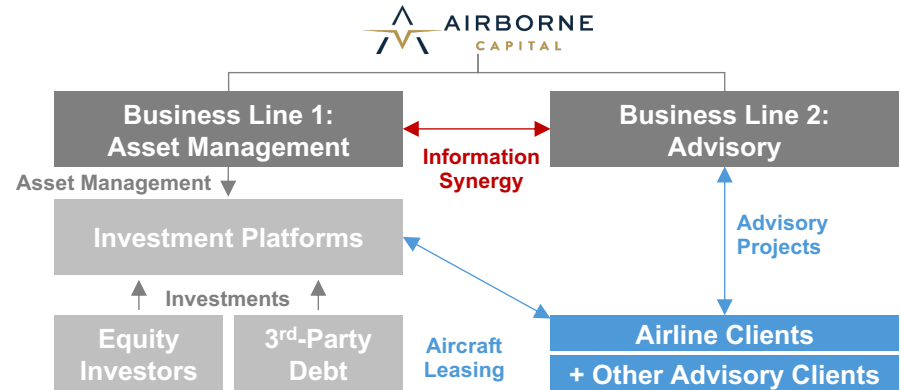 AIRBORNE
CAPITAL
Business Line 1:
Asset Management
Business Line 2:
Advisory
Information
Synergy
Asset Management
Investment Platforms
Advisory
Projects
Investments
Equity
Investors
3rd-Party
Debt
Aircraft
Leasing
Airline Clients
+ Other Advisory Clients